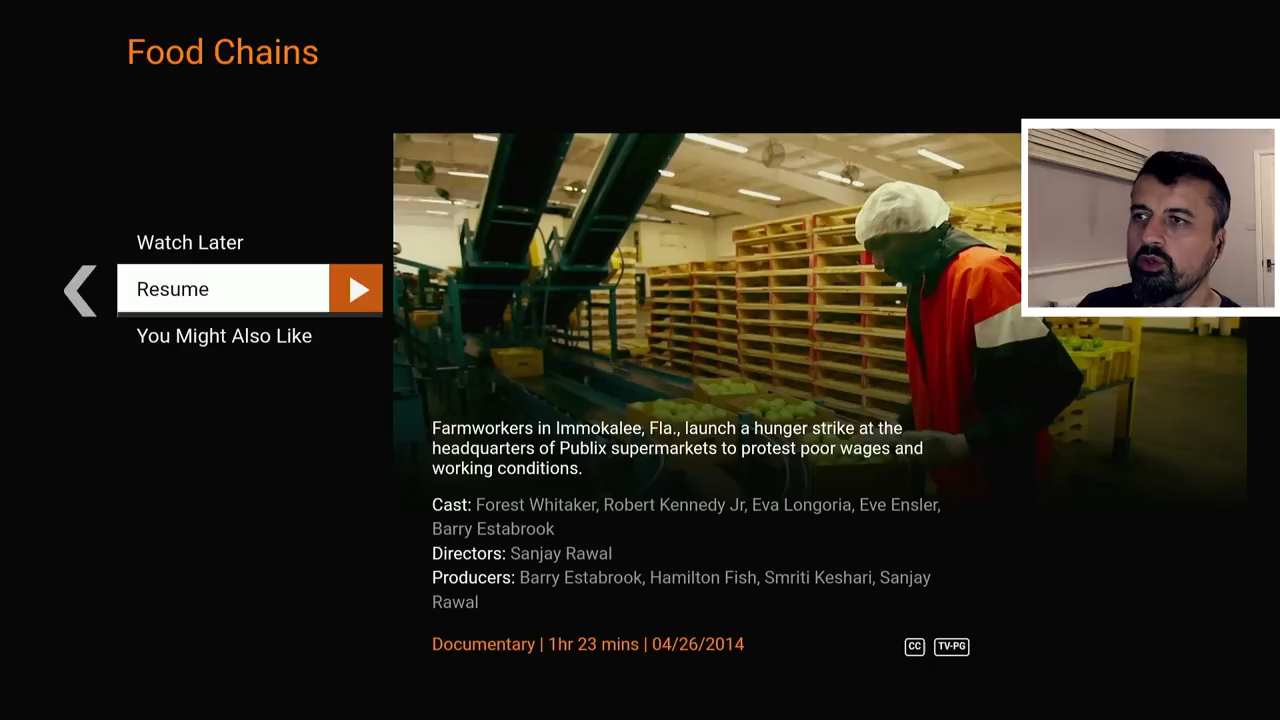 Food Chains
Watch Later
Resume
You Might Also Like
Farmworkers in Immokalee, Fla., launch a hunger strike at the
headquarters of Publix supermarkets to protest poor wages and
working conditions.
Cast: Forest Whitaker, Robert Kennedy Jr, Eva Longoria, Eve Ensler,
Barry Estabrook
Directors: Sanjay Rawal
Producers: Barry Estabrook, Hamilton Fish, Smriti Keshari, Sanjay
Rawal
Documentary | 1hr 23 mins | 04/26/2014
CC TV-PG